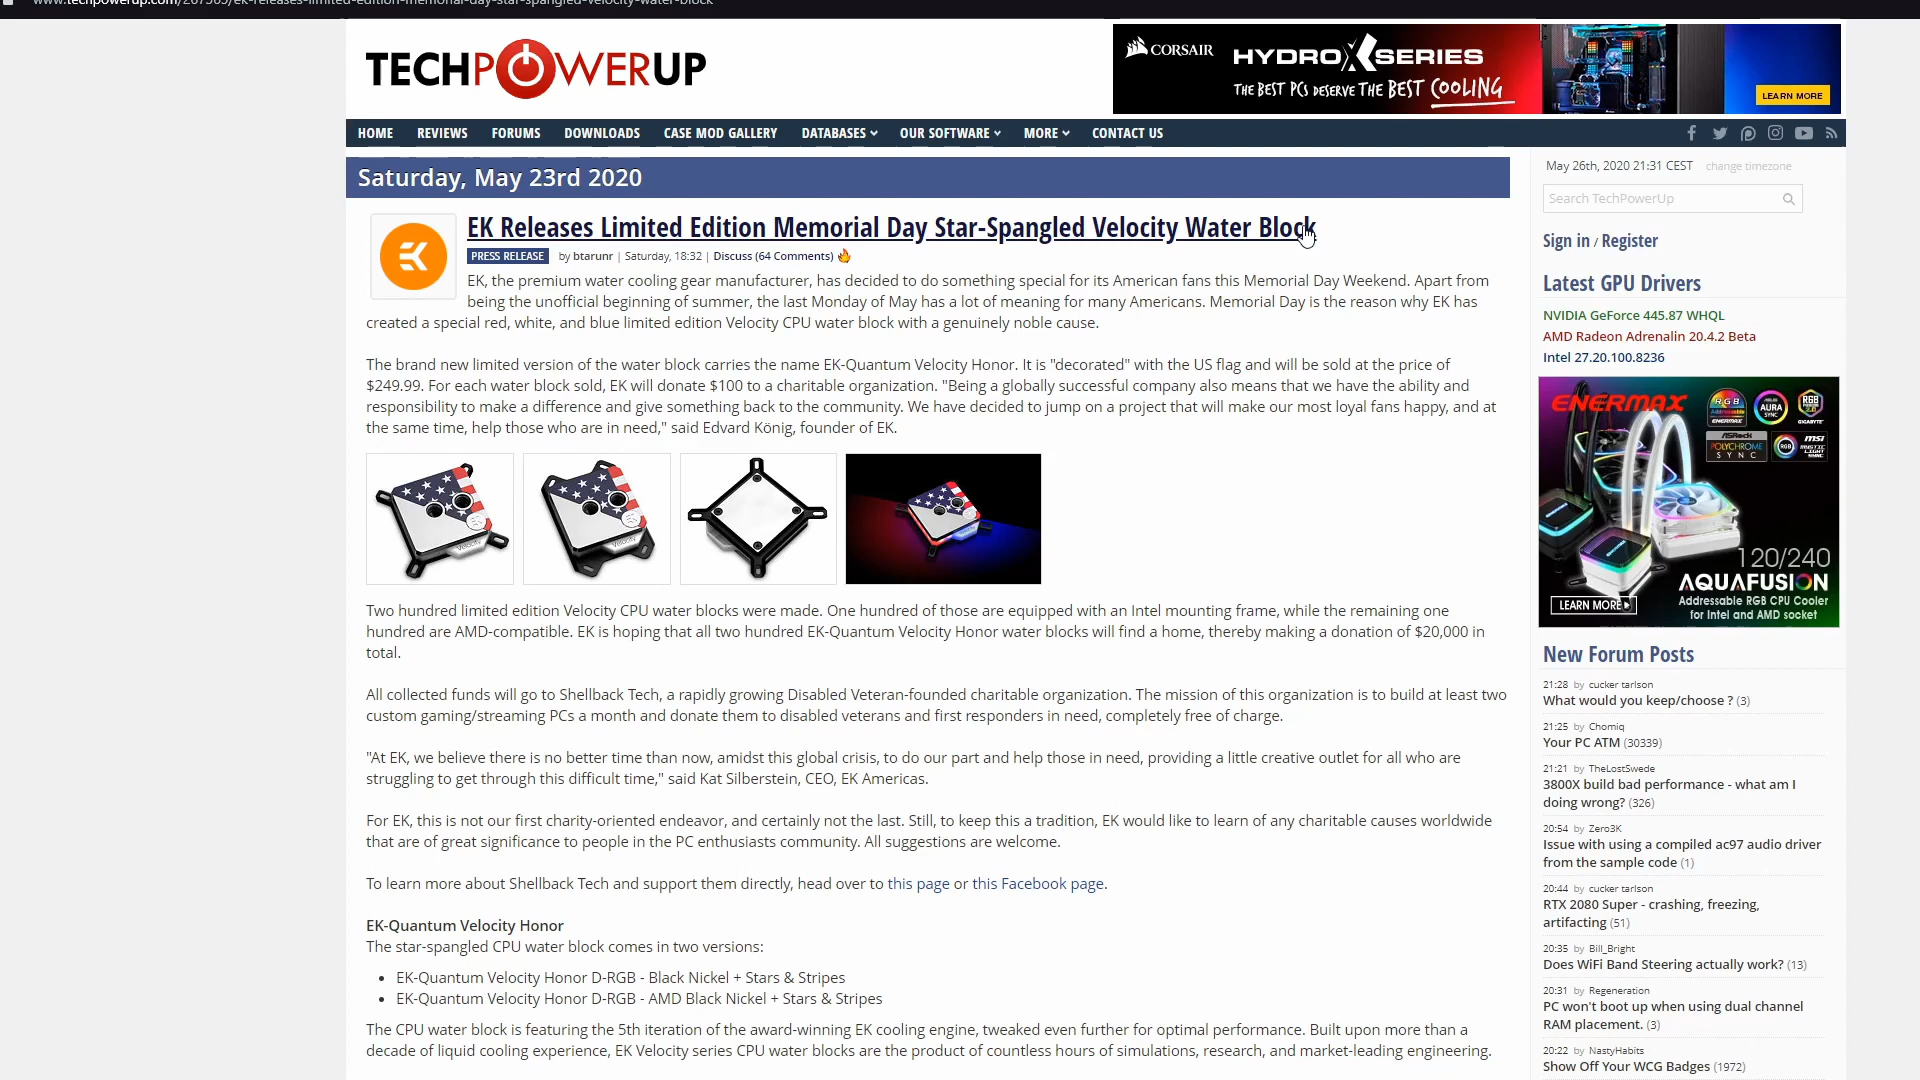 www.techpowerup.com/267563/ek-releases-limited-edition-memorial-day-star-spangled-velocity-water-block
TECHPOWERUP
CORSAIR
HYDRO X SERIES
THE BEST PCs DESERVE THE BEST COOLING
LEARN MORE
HOME REVIEWS FORUMS DOWNLOADS CASE MOD GALLERY DATABASES OUR SOFTWARE MORE CONTACT US
Saturday, May 23rd 2020
EK Releases Limited Edition Memorial Day Star-Spangled Velocity Water Block
PRESS RELEASE by btarunr | Saturday, 18:32 | Discuss (64 Comments)
EK, the premium water cooling gear manufacturer, has decided to do something special for its American fans this Memorial Day Weekend. Apart from
being the unofficial beginning of summer, the last Monday of May has a lot of meaning for many Americans. Memorial Day is the reason why EK has
created a special red, white, and blue limited edition Velocity CPU water block with a genuinely noble cause.
The brand new limited version of the water block carries the name EK-Quantum Velocity Honor. It is "decorated" with the US flag and will be sold at the price of
$249.99. For each water block sold, EK will donate $100 to a charitable organization. "Being a globally successful company also means that we have the ability and
responsibility to make a difference and give something back to the community. We have decided to jump on a project that will make our most loyal fans happy, and at
the same time, help those who are in need," said Edvard König, founder of EK.
Two hundred limited edition Velocity CPU water blocks were made. One hundred of those are equipped with an Intel mounting frame, while the remaining one
hundred are AMD-compatible. EK is hoping that all two hundred EK-Quantum Velocity Honor water blocks will find a home, thereby making a donation of $20,000 in
total.
All collected funds will go to Shellback Tech, a rapidly growing Disabled Veteran-founded charitable organization. The mission of this organization is to build at least two
custom gaming/streaming PCs a month and donate them to disabled veterans and first responders in need, completely free of charge.
"At EK, we believe there is no better time than now, amidst this global crisis, to do our part and help those in need, providing a little creative outlet for all who are
struggling to get through this difficult time," said Kat Silberstein, CEO, EK Americas.
For EK, this is not our first charity-oriented endeavor, and certainly not the last. Still, to keep this a tradition, EK would like to learn of any charitable causes worldwide
that are of great significance to people in the PC enthusiasts community. All suggestions are welcome.
To learn more about Shellback Tech and support them directly, head over to this page or this Facebook page.
EK-Quantum Velocity Honor
The star-spangled CPU water block comes in two versions:
• EK-Quantum Velocity Honor D-RGB - Black Nickel + Stars & Stripes
• EK-Quantum Velocity Honor D-RGB - AMD Black Nickel + Stars & Stripes
The CPU water block is featuring the 5th iteration of the award-winning EK cooling engine, tweaked even further for optimal performance. Built upon more than a
decade of liquid cooling experience, EK Velocity series CPU water blocks are the product of countless hours of simulations, research, and market-leading engineering.
May 26th, 2020 21:31 CEST change timezone
Search TechPowerUp
Sign in / Register
Latest GPU Drivers
NVIDIA GeForce 445.87 WHQL
AMD Radeon Adrenalin 20.4.2 Beta
Intel 27.20.100.8236
ENERMAX
RGB AURA SYNC RGB
ENERMAX GIGABYTE
ASRock POLYCHROME SYNC msi MYSTIC LIGHT SYNC
120/240
AQUAFUSION
Addressable RGB CPU Cooler
for Intel and AMD socket
LEARN MORE
New Forum Posts
21:28 by cucker tarlson
What would you keep/choose ? (3)
21:25 by Chomiq
Your PC ATM (30339)
21:21 by TheLostSwede
3800X build bad performance - what am I
doing wrong? (326)
20:54 by Zero3K
Issue with using a compiled ac97 audio driver
from the sample code (1)
20:44 by cucker tarlson
RTX 2080 Super - crashing, freezing,
artifacting (51)
20:35 by Bill_Bright
Does WiFi Band Steering actually work? (13)
20:31 by Regeneration
PC won't boot up when using dual channel
RAM placement. (3)
20:22 by NastyHabits
Show Off Your WCG Badges (1972)